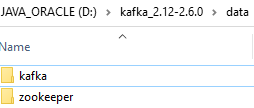 JAVA_ORACLE (D:) > kafka_2.12-2.6.0 > data
Name
kafka
zookeeper